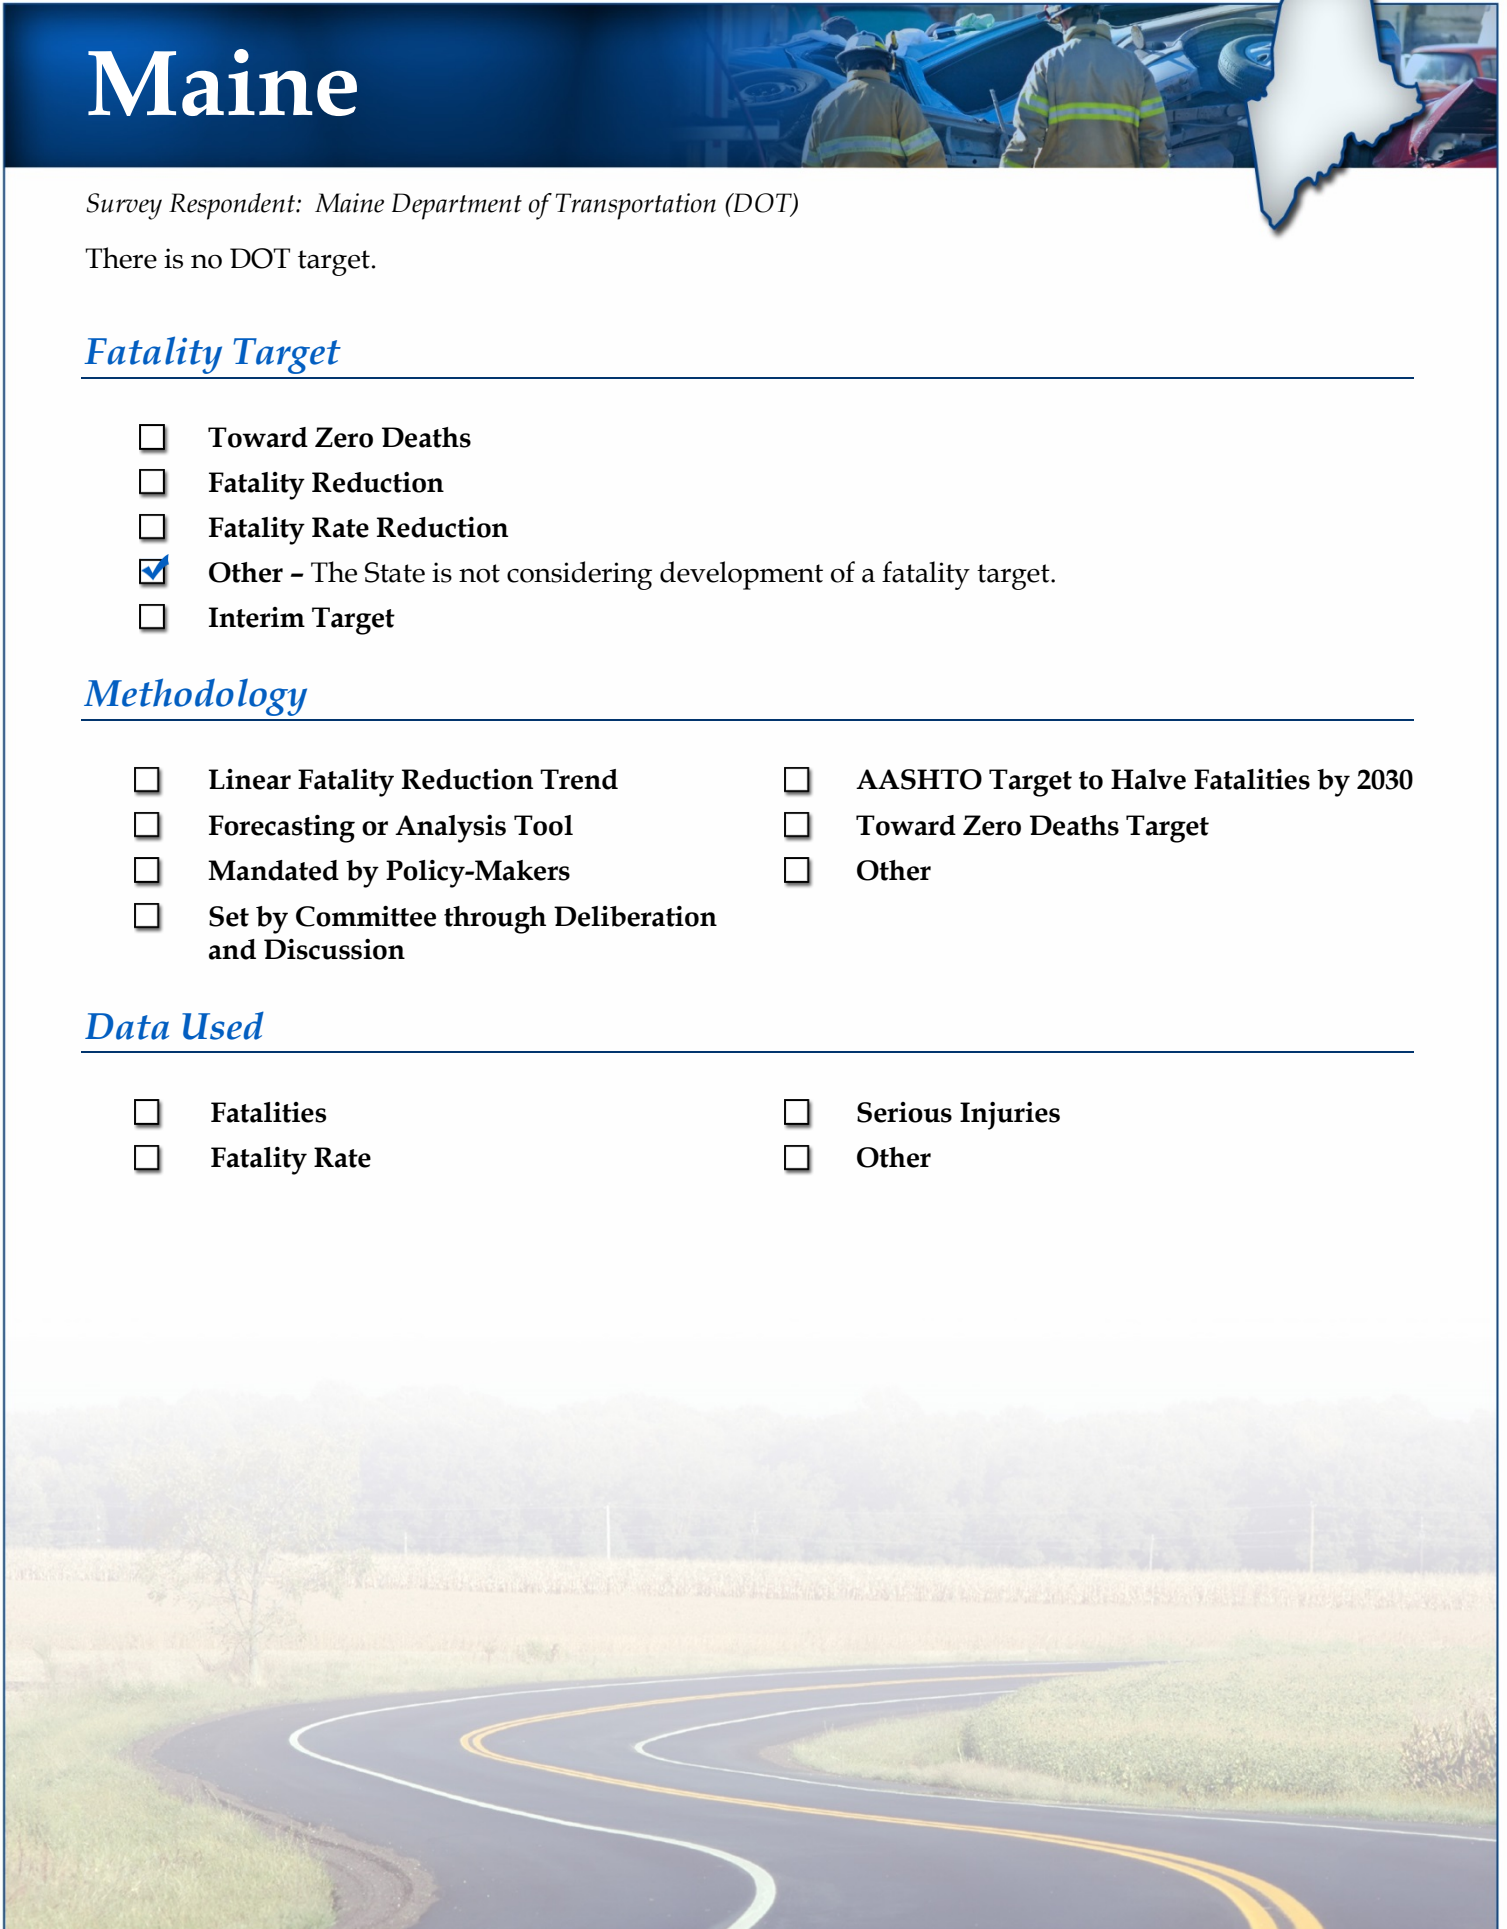 Maine
Survey Respondent:  Maine Department of Transportation (DOT)
There is no DOT target.
Fatality Target
Toward Zero Deaths
Fatality Reduction
Fatality Rate Reduction
Other – The State is not considering development of a fatality target.
Interim Target
Methodology
Linear Fatality Reduction Trend
Forecasting or Analysis Tool
Mandated by Policy-Makers
Set by Committee through Deliberation
and Discussion
AASHTO Target to Halve Fatalities by 2030
Toward Zero Deaths Target
Other
Data Used
Fatalities
Fatality Rate
Serious Injuries
Other